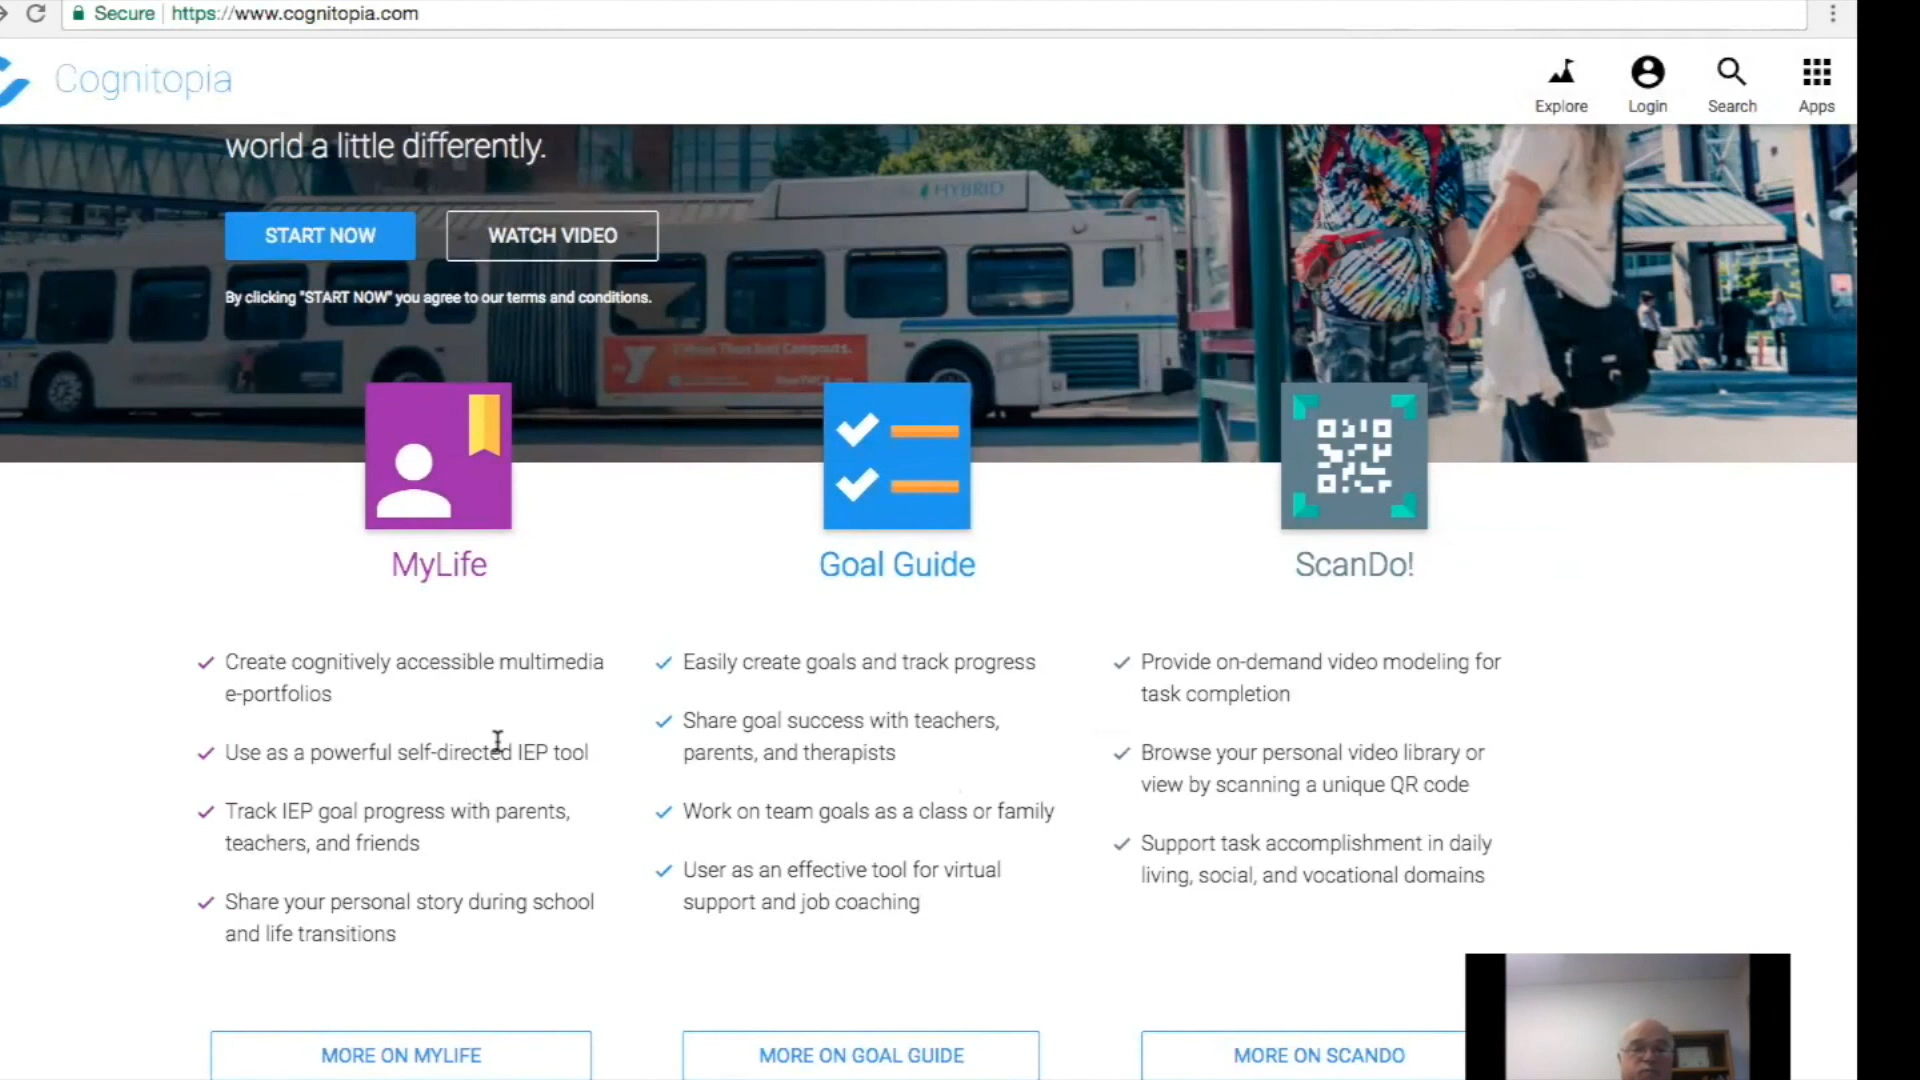 Secure
https://www.cognitopia.com
Cognitopia
Explore
Login
Search
Apps
world a little differently.
HYBRID
START NOW
WATCH VIDEO
By clicking "START NOW" you agree to our terms and conditions.
Y
MyLife
Create cognitively accessible multimedia
e-portfolios
Use as a powerful self-directed IEP tool
Track IEP goal progress with parents,
teachers, and friends
Share your personal story during school
and life transitions
MORE ON MYLIFE
Goal Guide
Easily create goals and track progress
Share goal success with teachers,
parents, and therapists
Work on team goals as a class or family
User as an effective tool for virtual
support and job coaching
MORE ON GOAL GUIDE
ScanDo!
Provide on-demand video modeling for
task completion
Browse your personal video library or
view by scanning a unique QR code
Support task accomplishment in daily
living, social, and vocational domains
MORE ON SCANDO